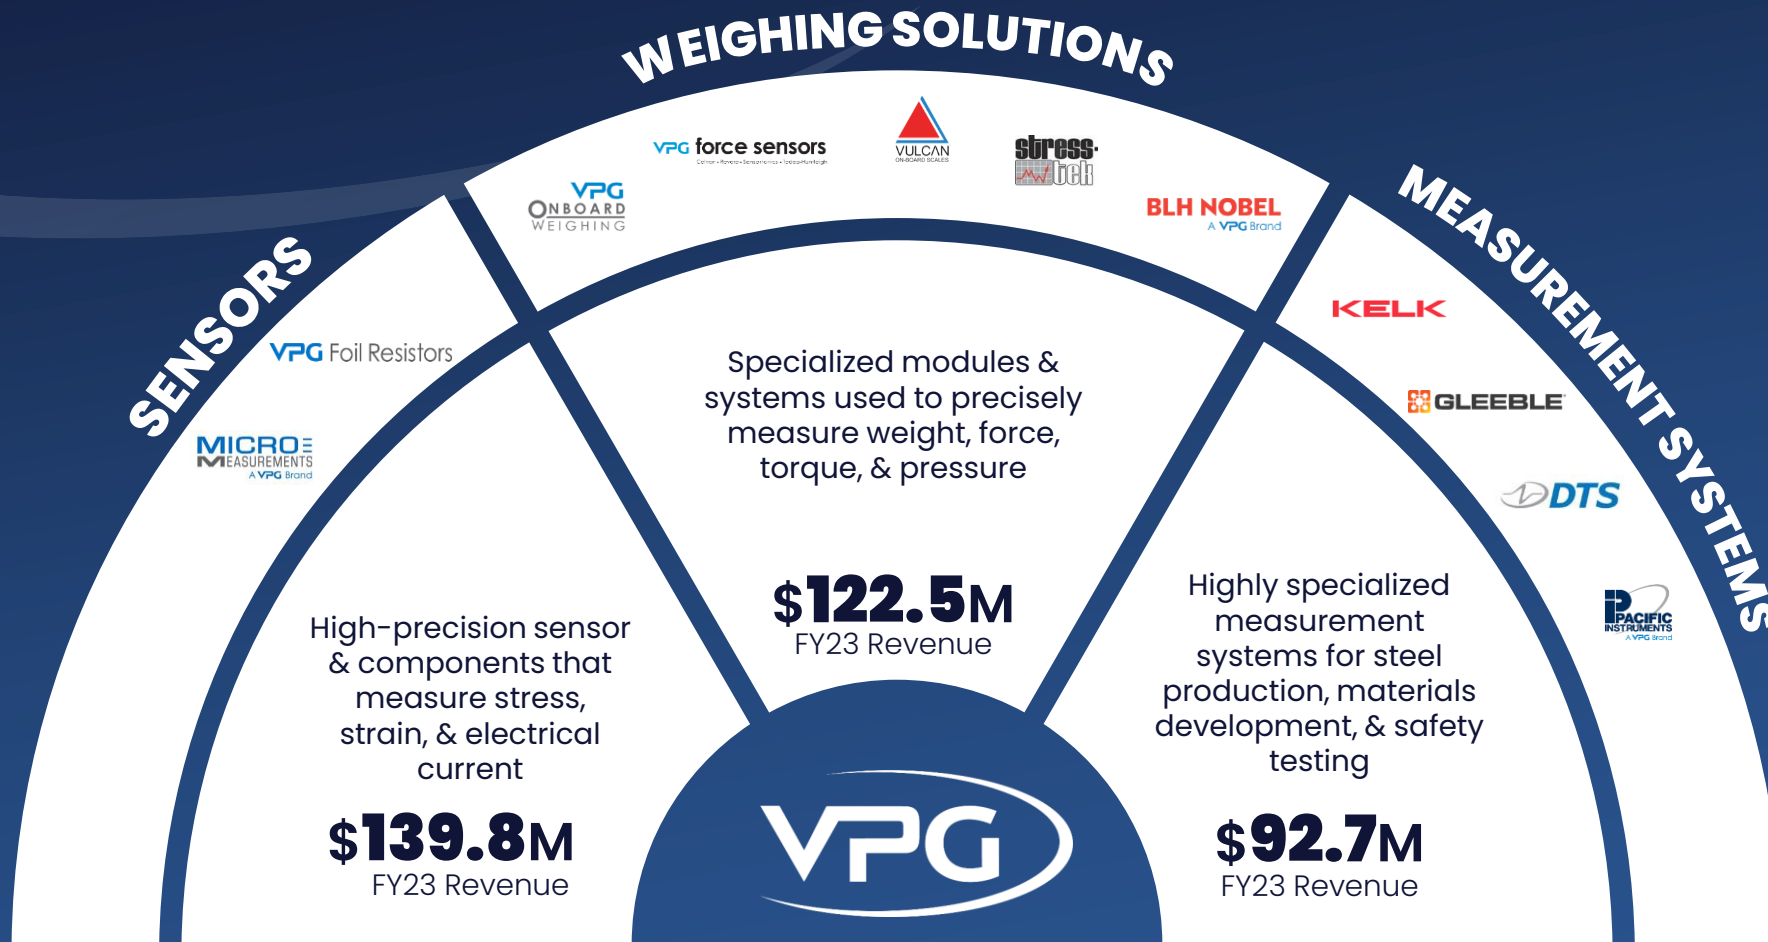 WEIGHING SOLUTIONS
VPG force sensors
VULCAN
ON-BOARD SCALES
stress-
tek
VPG
ONBOARD
WEIGHING
BLH NOBEL
A VPG Brand
SENSORS
VPG Foil Resistors
MICRO
MEASUREMENTS
A VPG Brand
MEASUREMENT SYSTEMS
KELK
GLEEBLE
DTS
PACIFIC
INSTRUMENTS
A VPG Brand
Specialized modules &
systems used to precisely
measure weight, force,
torque, & pressure
$122.5M
FY23 Revenue
High-precision sensor
& components that
measure stress,
strain, & electrical
current
$139.8M
FY23 Revenue
Highly specialized
measurement
systems for steel
production, materials
development, & safety
testing
$92.7M
FY23 Revenue
VPG